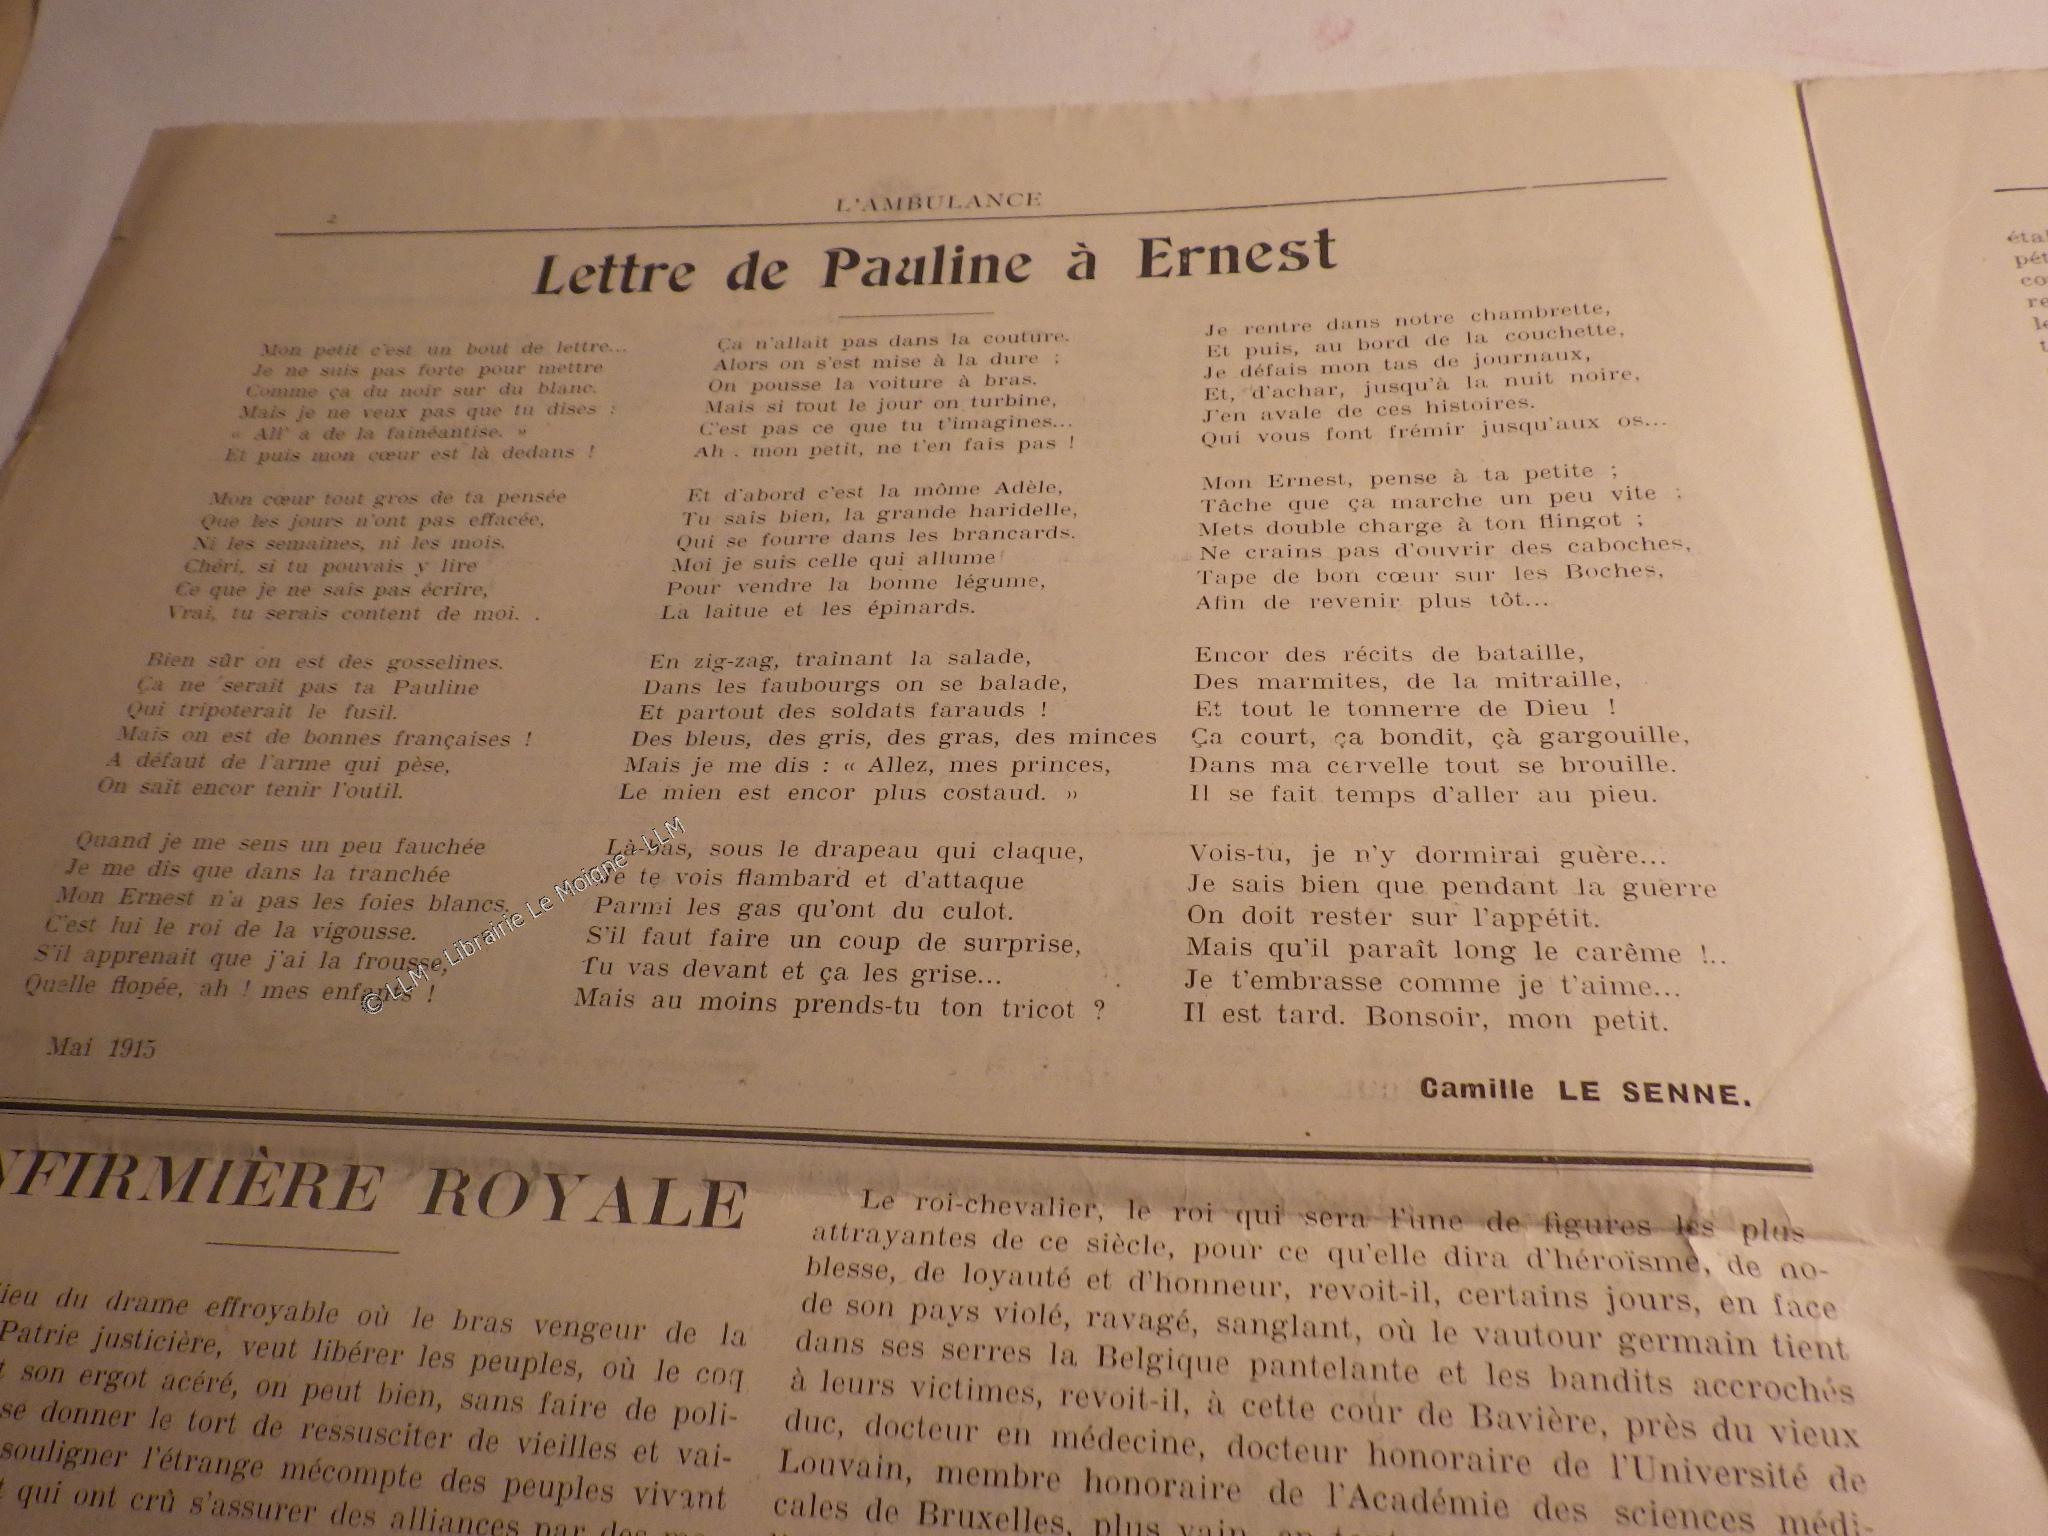 2
L'AMBULANCE
Lettre de Pauline à Ernest
Mon petit c'est un bout de lettre...
Je ne suis pas forte pour mettre
Comme ça du noir sur du blanc.
Mais je ne veux pas que tu dises :
« All' a de la fainéantise. »
Et puis mon cœur est là dedans !
Mon cœur tout gros de ta pensée
Que les jours n'ont pas effacée,
Ni les semaines, ni les mois.
Chéri, si tu pouvais y lire
Ce que je ne sais pas écrire,
Vrai, tu serais content de moi. .
Bien sûr on est des gosselines.
Ça ne serait pas ta Pauline
Qui tripoterait le fusil.
Mais on est de bonnes françaises !
A défaut de l'arme qui pèse,
On sait encor tenir l'outil.
Quand je me sens un peu fauchée
Je me dis que dans la tranchée
Mon Ernest n'a pas les foies blancs.
C'est lui le roi de la vigousse.
S'il apprenait que j'ai la frousse,
Quelle flopée, ah ! mes enfants !
Mai 1915
Ça n'allait pas dans la couture.
Alors on s'est mise à la dure ;
On pousse la voiture à bras.
Mais si tout le jour on turbine,
C'est pas ce que tu t'imagines...
Ah . mon petit, ne t'en fais pas !
Et d'abord c'est la môme Adèle,
Tu sais bien, la grande haridelle,
Qui se fourre dans les brancards.
Moi je suis celle qui allume
Pour vendre la bonne légume,
La laitue et les épinards.
En zig-zag, traînant la salade,
Dans les faubourgs on se balade,
Et partout des soldats farauds !
Des bleus, des gris, des gras, des minces
Mais je me dis : « Allez, mes princes,
Le mien est encor plus costaud. »
Là-bas, sous le drapeau qui claque,
Je te vois flambard et d'attaque
Parmi les gas qu'ont du culot.
S'il faut faire un coup de surprise,
Tu vas devant et ça les grise...
Mais au moins prends-tu ton tricot ?
Je rentre dans notre chambrette,
Et puis, au bord de la couchette,
Je défais mon tas de journaux,
Et, d'achar, jusqu'à la nuit noire,
J'en avale de ces histoires.
Qui vous font frémir jusqu'aux os...
Mon Ernest, pense à ta petite ;
Tâche que ça marche un peu vite ;
Mets double charge à ton flingot ;
Ne crains pas d'ouvrir des caboches,
Tape de bon cœur sur les Boches,
Afin de revenir plus tôt...
Encor des récits de bataille,
Des marmites, de la mitraille,
Et tout le tonnerre de Dieu !
Ça court, ça bondit, çà gargouille,
Dans ma cervelle tout se brouille.
Il se fait temps d'aller au pieu.
Vois-tu, je n'y dormirai guère...
Je sais bien que pendant la guerre
On doit rester sur l'appétit.
Mais qu'il paraît long le carême !..
Je t'embrasse comme je t'aime...
Il est tard. Bonsoir, mon petit.
Camille LE SENNE.
© LLM - Librairie Le Moigne - LLM
NFIRMIÈRE ROYALE
ieu du drame effroyable où le bras vengeur de la
Patrie justicière, veut libérer les peuples, où le coq
t son ergot acéré, on peut bien, sans faire de poli-
se donner le tort de ressusciter de vieilles et vai-
souligner l'étrange mécompte des peuples vivant
t qui ont crû s'assurer des alliances par des
Le roi-chevalier, le roi qui sera l'une de figures les plus
attrayantes de ce siècle, pour ce qu'elle dira d'héroïsme, de no-
blesse, de loyauté et d'honneur, revoit-il, certains jours, en face
de son pays violé, ravagé, sanglant, où le vautour germain tient
dans ses serres la Belgique pantelante et les bandits accrochés
à leurs victimes, revoit-il, à cette cour de Bavière, près du vieux
duc, docteur en médecine, docteur honoraire de l'Université de
Louvain, membre honoraire de l'Académie des sciences médi-
cales de Bruxelles, plus vain, en
éta
pét
co
re
le